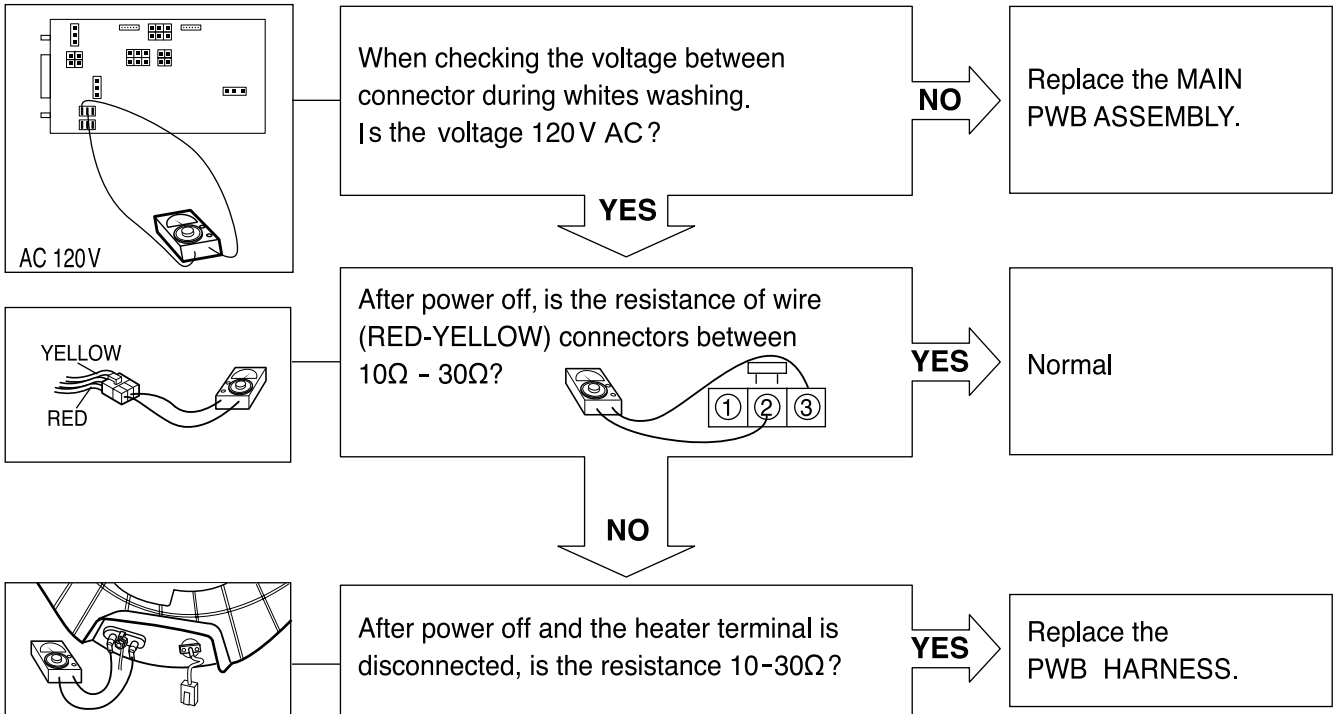 AC 120V
When checking the voltage between
connector during whites washing.
Is the voltage 120V AC?
NO
Replace the MAIN
PWB ASSEMBLY.
YES
YELLOW
RED
After power off, is the resistance of wire
(RED-YELLOW) connectors between
10Ω - 30Ω?
① ② ③
YES
Normal
NO
After power off and the heater terminal is
disconnected, is the resistance 10-30Ω?
YES
Replace the
PWB HARNESS.